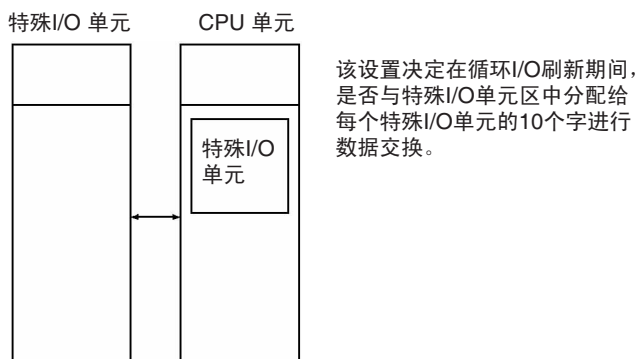 特殊I/O 单元
CPU 单元
特殊I/O
单元
该设置决定在循环I/O刷新期间，
是否与特殊I/O单元区中分配给
每个特殊I/O单元的10个字进行
数据交换。